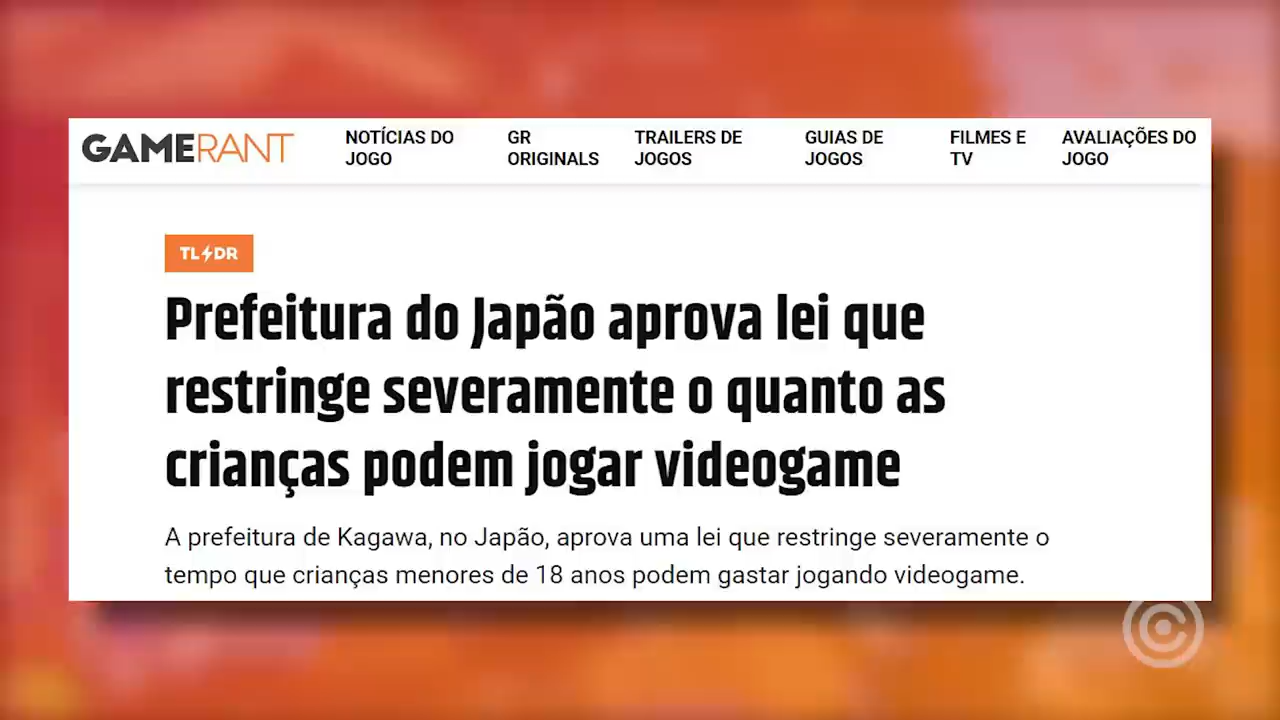 GAMERANT
NOTÍCIAS DO
JOGO
GR
ORIGINALS
TRAILERS DE
JOGOS
GUIAS DE
JOGOS
FILMES E
TV
AVALIAÇÕES DO
JOGO
TL DR
Prefeitura do Japão aprova lei que
restringe severamente o quanto as
crianças podem jogar videogame
A prefeitura de Kagawa, no Japão, aprova uma lei que restringe severamente o
tempo que crianças menores de 18 anos podem gastar jogando videogame.